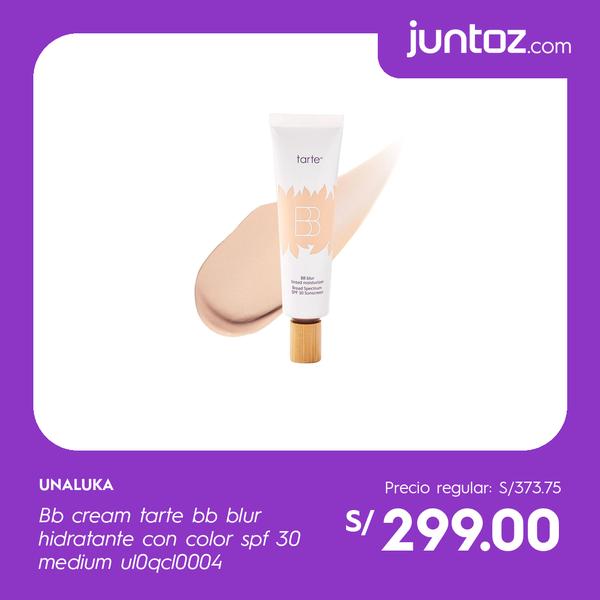 juntoz.com
tarte™
BB
BB blur
tinted moisturizer
Broad Spectrum
SPF 30 Sunscreen
UNALUKA
Bb cream tarte bb blur
hidratante con color spf 30
medium ul0qcl0004
Precio regular: S/373.75
S/ 299.00